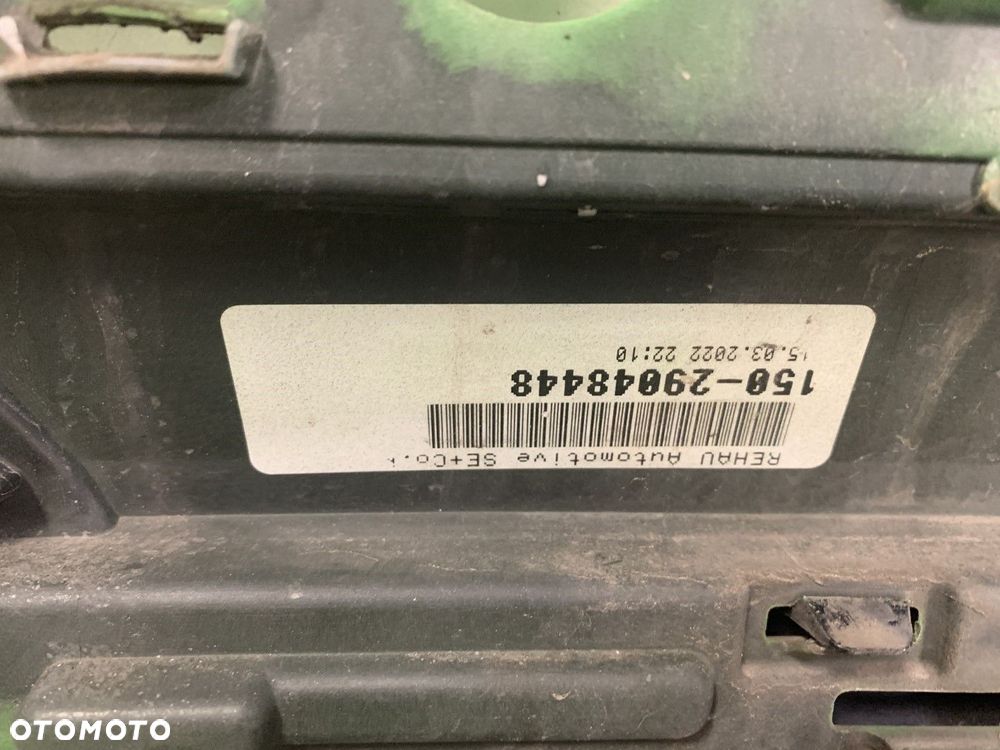 REHAU Automotive SE+Co.
150-29048448
15.03.2022 22:10
OTOMOTO